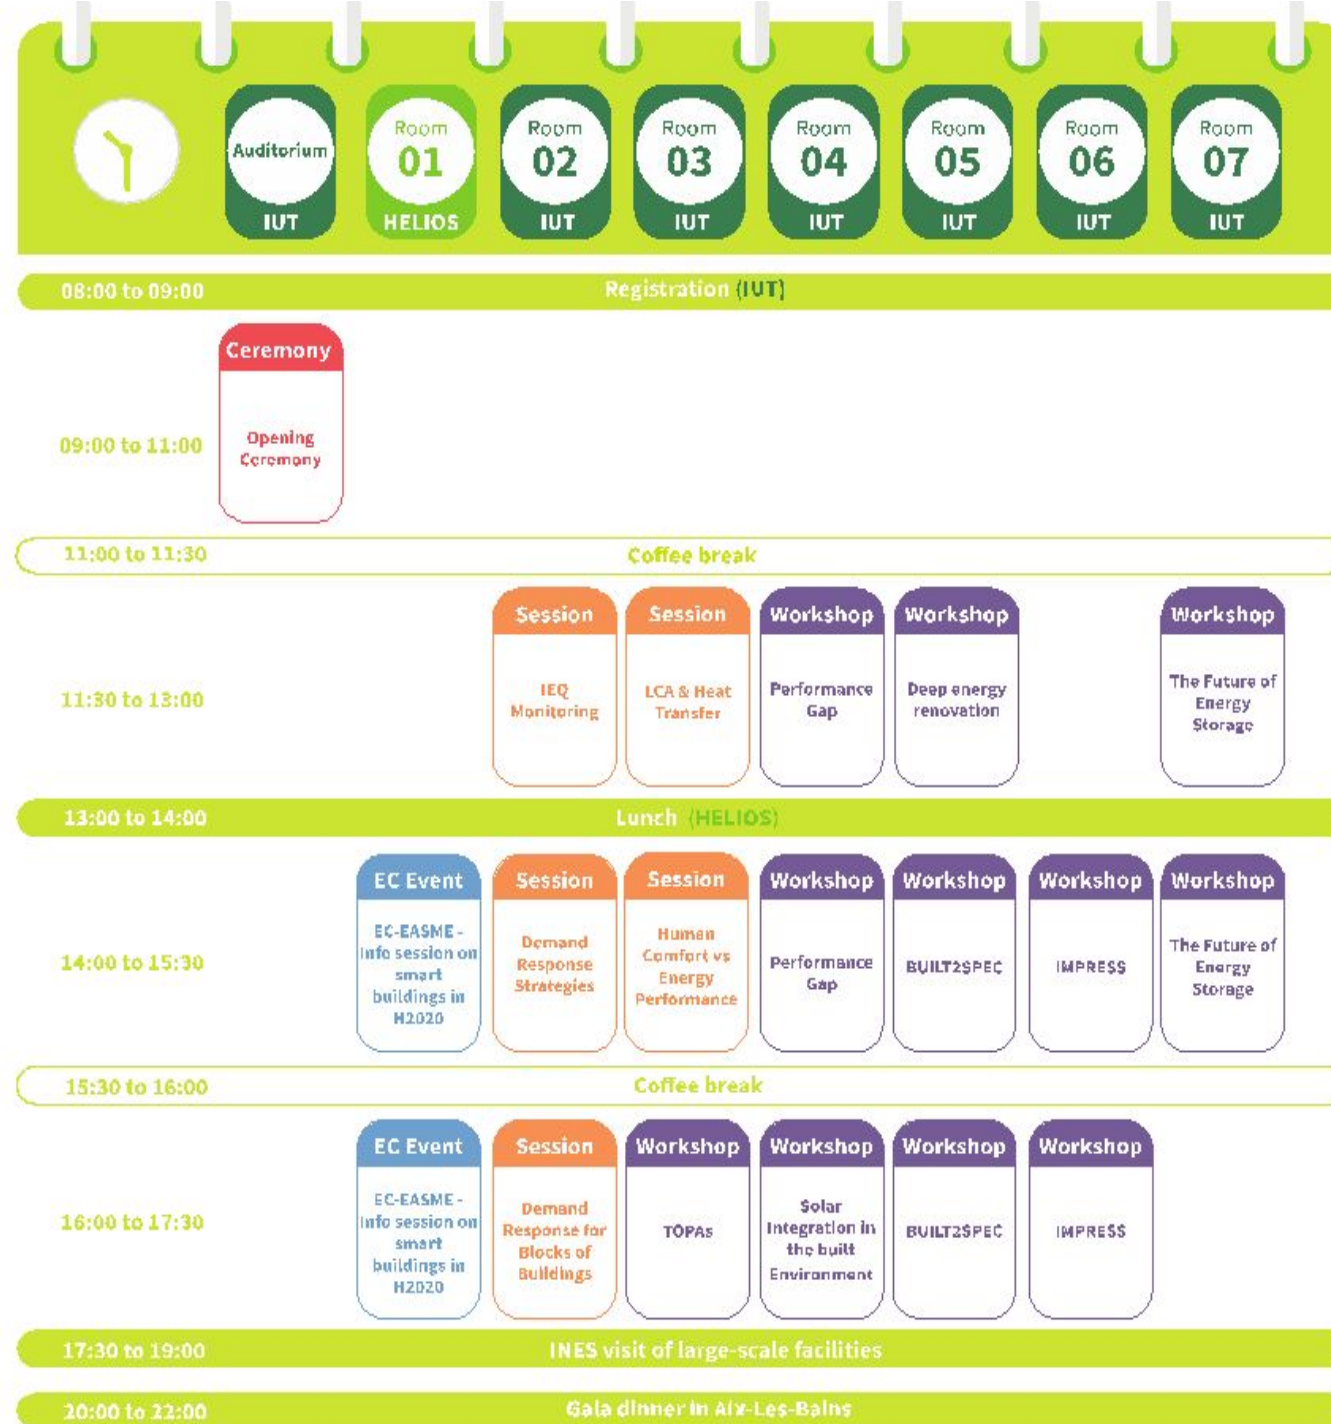 Auditorium
IUT
Room
01
HELIOS
Room
02
IUT
Room
03
IUT
Room
04
IUT
Room
05
IUT
Room
06
IUT
Room
07
IUT
08:00 to 09:00 Registration (IUT)
09:00 to 11:00
Ceremony
Opening
Ceremony
11:00 to 11:30 Coffee break
11:30 to 13:00
Session
IEQ
Monitoring
Session
LCA & Heat
Transfer
Workshop
Performance
Gap
Workshop
Deep energy
renovation
Workshop
The Future of
Energy
Storage
13:00 to 14:00 Lunch (HELIOS)
14:00 to 15:30
EC Event
EC-EASME -
Info session on
smart
buildings in
H2020
Session
Demand
Response
Strategies
Session
Human
Comfort vs
Energy
Performance
Workshop
Performance
Gap
Workshop
BUILT2SPEC
Workshop
IMPRESS
Workshop
The Future of
Energy
Storage
15:30 to 16:00 Coffee break
16:00 to 17:30
EC Event
EC-EASME -
Info session on
smart
buildings in
H2020
Session
Demand
Response for
Blocks of
Buildings
Workshop
TOPAs
Workshop
Solar
Integration in
the built
Environment
Workshop
BUILT2SPEC
Workshop
IMPRESS
17:30 to 19:00 INES visit of large-scale facilities
20:00 to 22:00 Gala dinner in Aix-Les-Bains